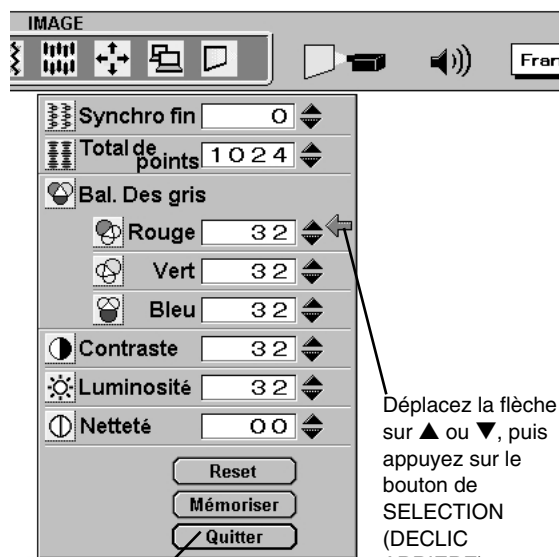 IMAGE
Synchro fin 0
Total de points 1024
Bal. Des gris
Rouge 32
Vert 32
Bleu 32
Contraste 32
Luminosité 32
Netteté 00
Reset
Mémoriser
Quitter
Déplacez la flèche
sur ▲ ou ▼, puis
appuyez sur le
bouton de
SELECTION
(DECLIC